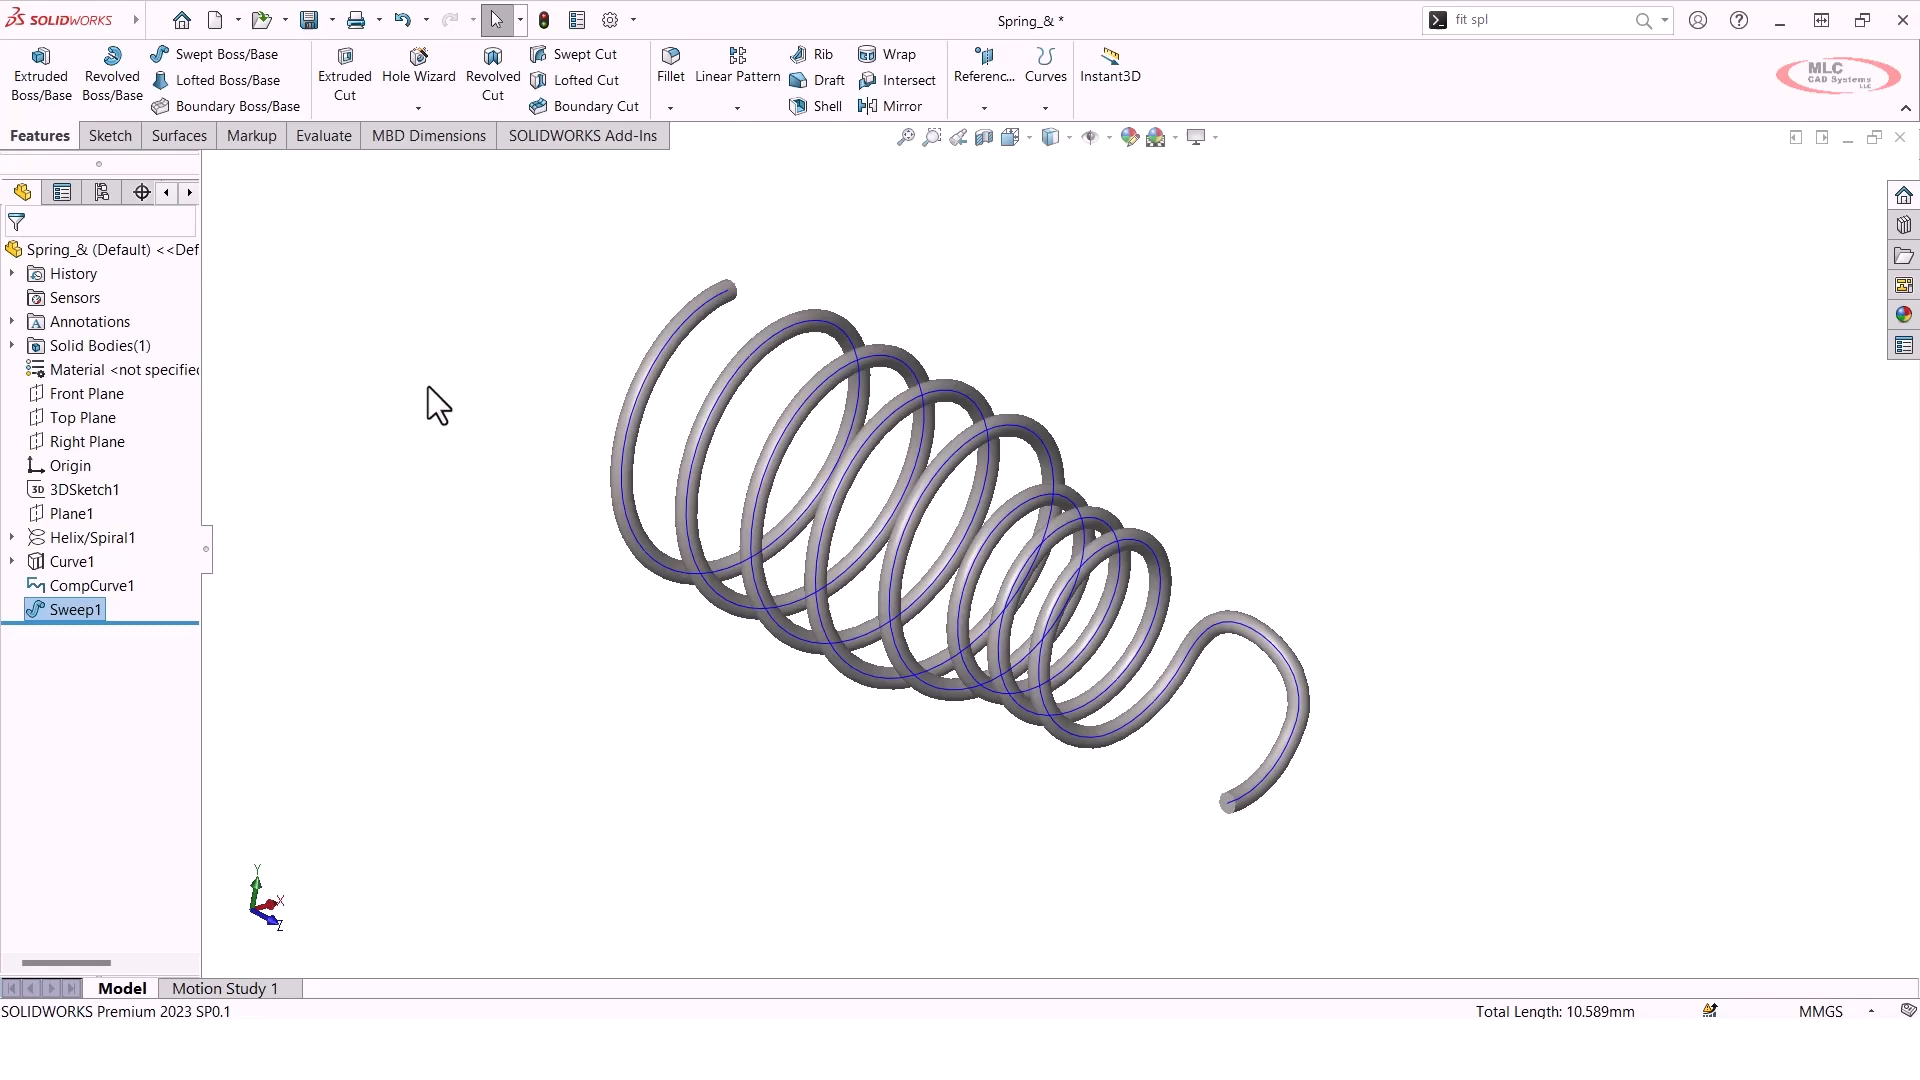 SOLIDWORKS
Spring_& *
fit spl
Extruded Boss/Base
Revolved Boss/Base
Swept Boss/Base
Lofted Boss/Base
Boundary Boss/Base
Extruded Cut
Hole Wizard
Revolved Cut
Swept Cut
Lofted Cut
Boundary Cut
Fillet
Linear Pattern
Rib
Draft
Shell
Wrap
Intersect
Mirror
Referenc...
Curves
Instant3D
MLC
CAD Systems
LLC
Features
Sketch
Surfaces
Markup
Evaluate
MBD Dimensions
SOLIDWORKS Add-Ins
Spring_& (Default) <<Def
History
Sensors
Annotations
Solid Bodies(1)
Material <not specified
Front Plane
Top Plane
Right Plane
Origin
3D 3DSketch1
Plane1
Helix/Spiral1
Curve1
CompCurve1
Sweep1
Y
X
Z
Model
Motion Study 1
SOLIDWORKS Premium 2023 SP0.1
Total Length: 10.589mm
MMGS